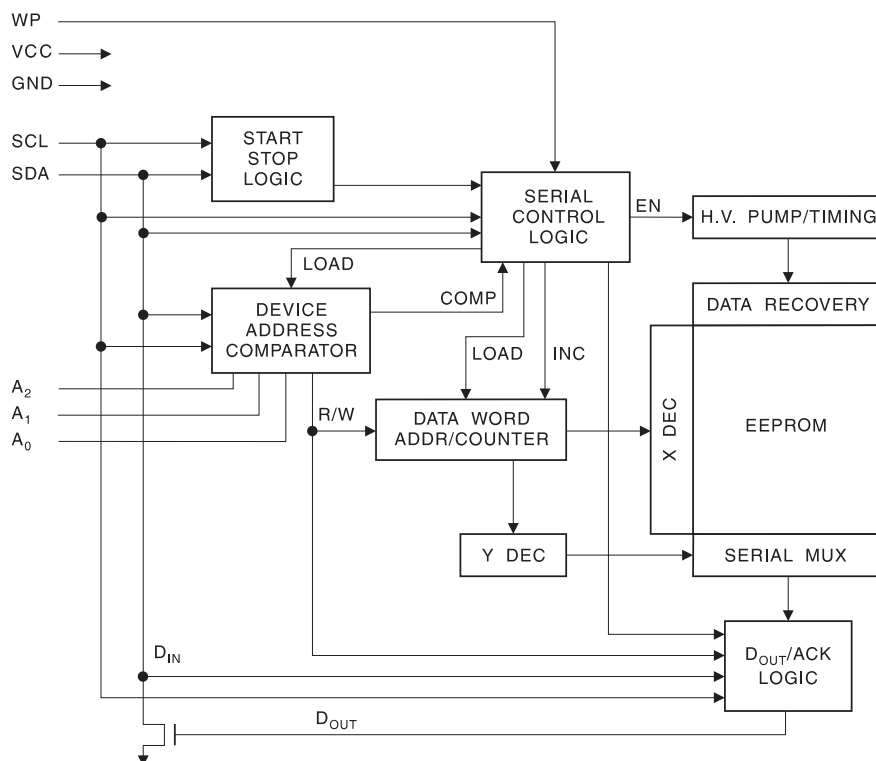 WP
VCC
GND
SCL
SDA
START
STOP
LOGIC
SERIAL
CONTROL
LOGIC
EN
H.V. PUMP/TIMING
LOAD
COMP
DEVICE
ADDRESS
COMPARATOR
DATA RECOVERY
LOAD
INC
A2
A1
A0
R/W
DATA WORD
ADDR/COUNTER
X DEC
EEPROM
Y DEC
SERIAL MUX
DIN
DOUT/ACK
LOGIC
DOUT